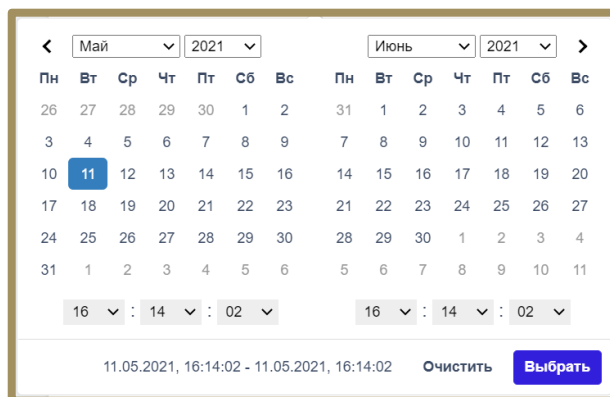 Май 2021 Июнь 2021
Пн Вт Ср Чт Пт Сб Вс Пн Вт Ср Чт Пт Сб Вс
26 27 28 29 30 1 2 31 1 2 3 4 5 6
3 4 5 6 7 8 9 7 8 9 10 11 12 13
10 11 12 13 14 15 16 14 15 16 17 18 19 20
17 18 19 20 21 22 23 21 22 23 24 25 26 27
24 25 26 27 28 29 30 28 29 30 1 2 3 4
31 1 2 3 4 5 6 5 6 7 8 9 10 11
16 : 14 : 02 16 : 14 : 02
11.05.2021, 16:14:02 - 11.05.2021, 16:14:02 Очистить Выбрать